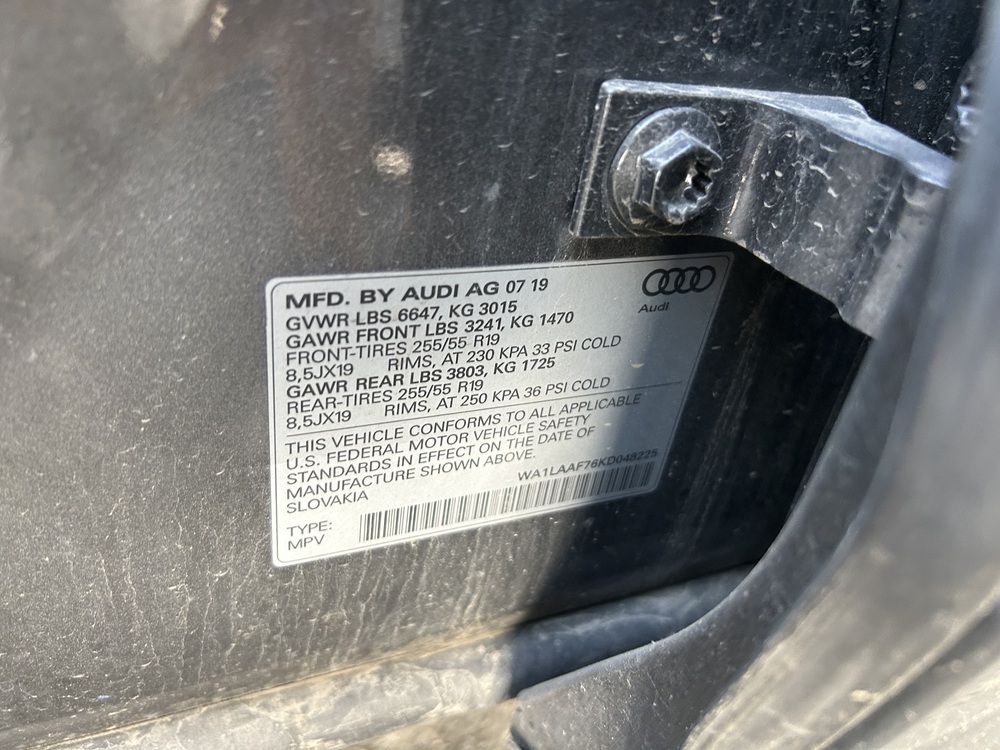 MFD. BY AUDI AG 07 19
GVWR LBS 6647, KG 3015
GAWR FRONT LBS 3241, KG 1470
FRONT-TIRES 255/55 R19
8,5JX19 RIMS, AT 230 KPA 33 PSI COLD
GAWR REAR LBS 3803, KG 1725
REAR-TIRES 255/55 R19
8,5JX19 RIMS, AT 250 KPA 36 PSI COLD
Audi
THIS VEHICLE CONFORMS TO ALL APPLICABLE
U.S. FEDERAL MOTOR VEHICLE SAFETY
STANDARDS IN EFFECT ON THE DATE OF
MANUFACTURE SHOWN ABOVE.
SLOVAKIA WA1LAAF76KD048225
TYPE:
MPV